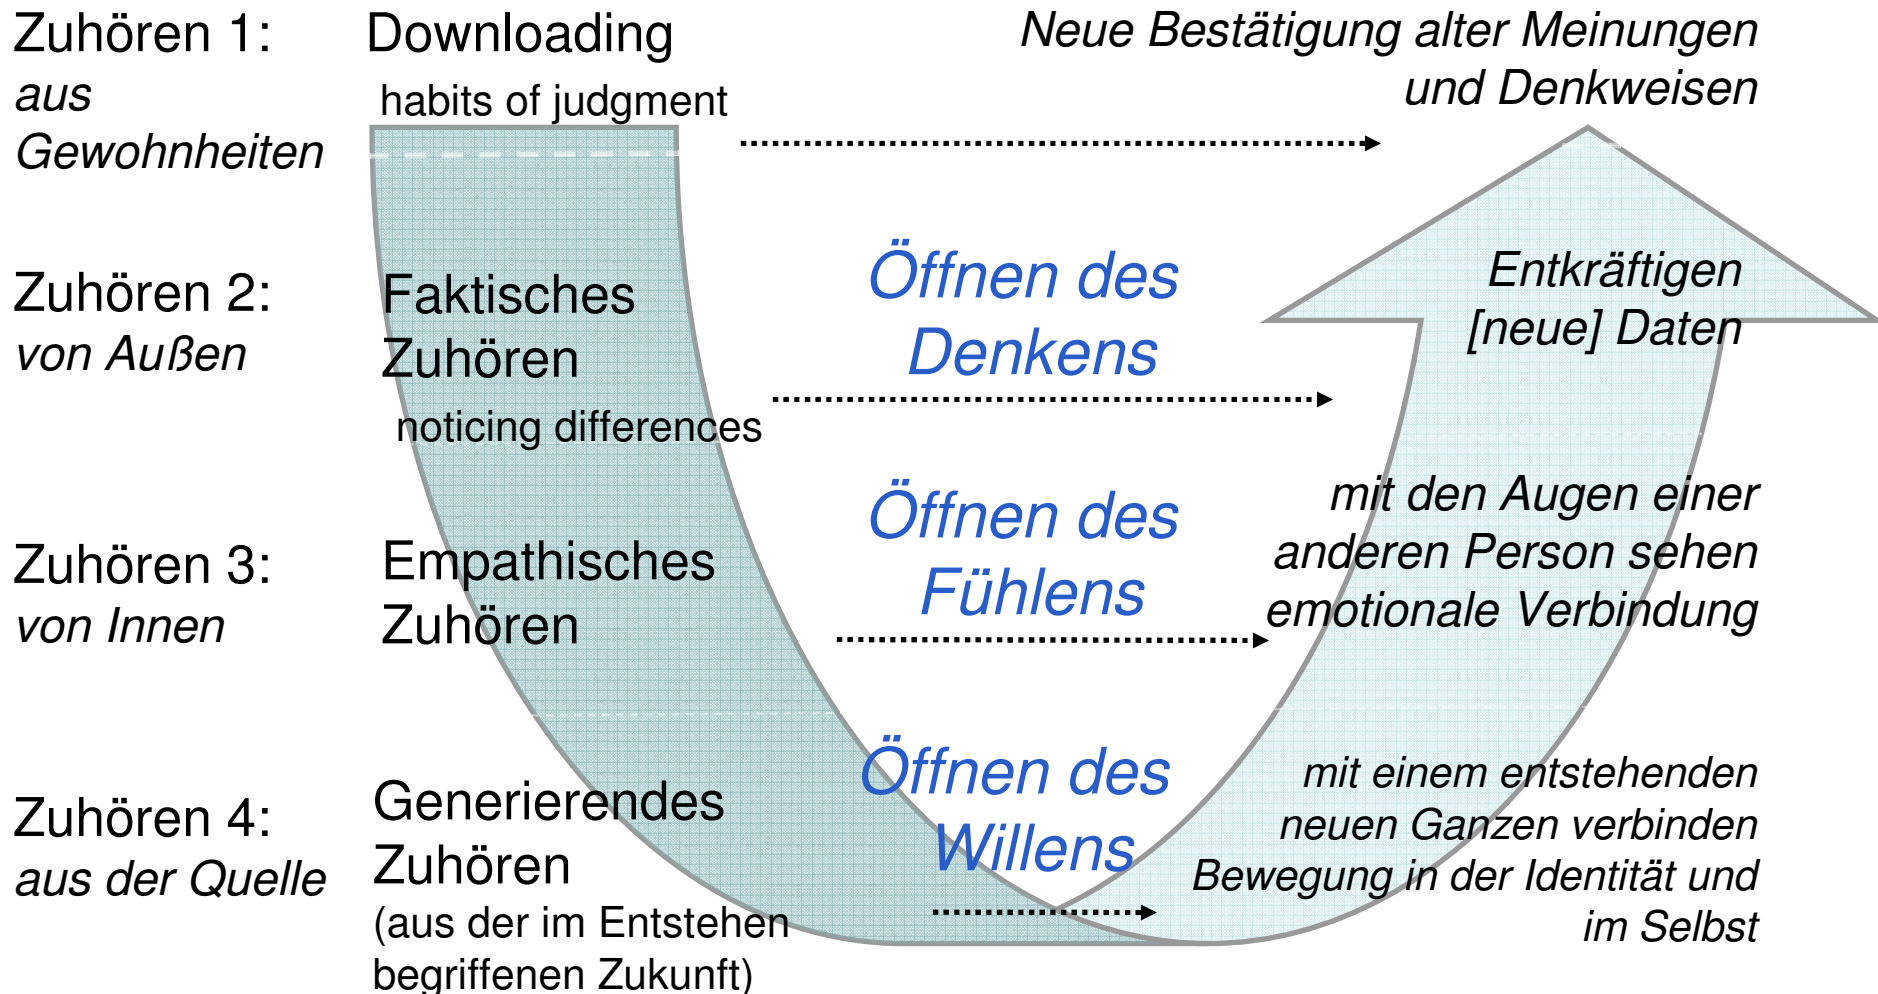 Zuhören 1:
aus
Gewohnheiten
Downloading
habits of judgment
Neue Bestätigung alter Meinungen
und Denkweisen
Zuhören 2:
von Außen
Faktisches
Zuhören
noticing differences
Öffnen des
Denkens
Entkräftigen
[neue] Daten
Zuhören 3:
von Innen
Empathisches
Zuhören
Öffnen des
Fühlens
mit den Augen einer
anderen Person sehen
emotionale Verbindung
Zuhören 4:
aus der Quelle
Generierendes
Zuhören
(aus der im Entstehen
begriffenen Zukunft)
Öffnen des
Willens
mit einem entstehenden
neuen Ganzen verbinden
Bewegung in der Identität und
im Selbst